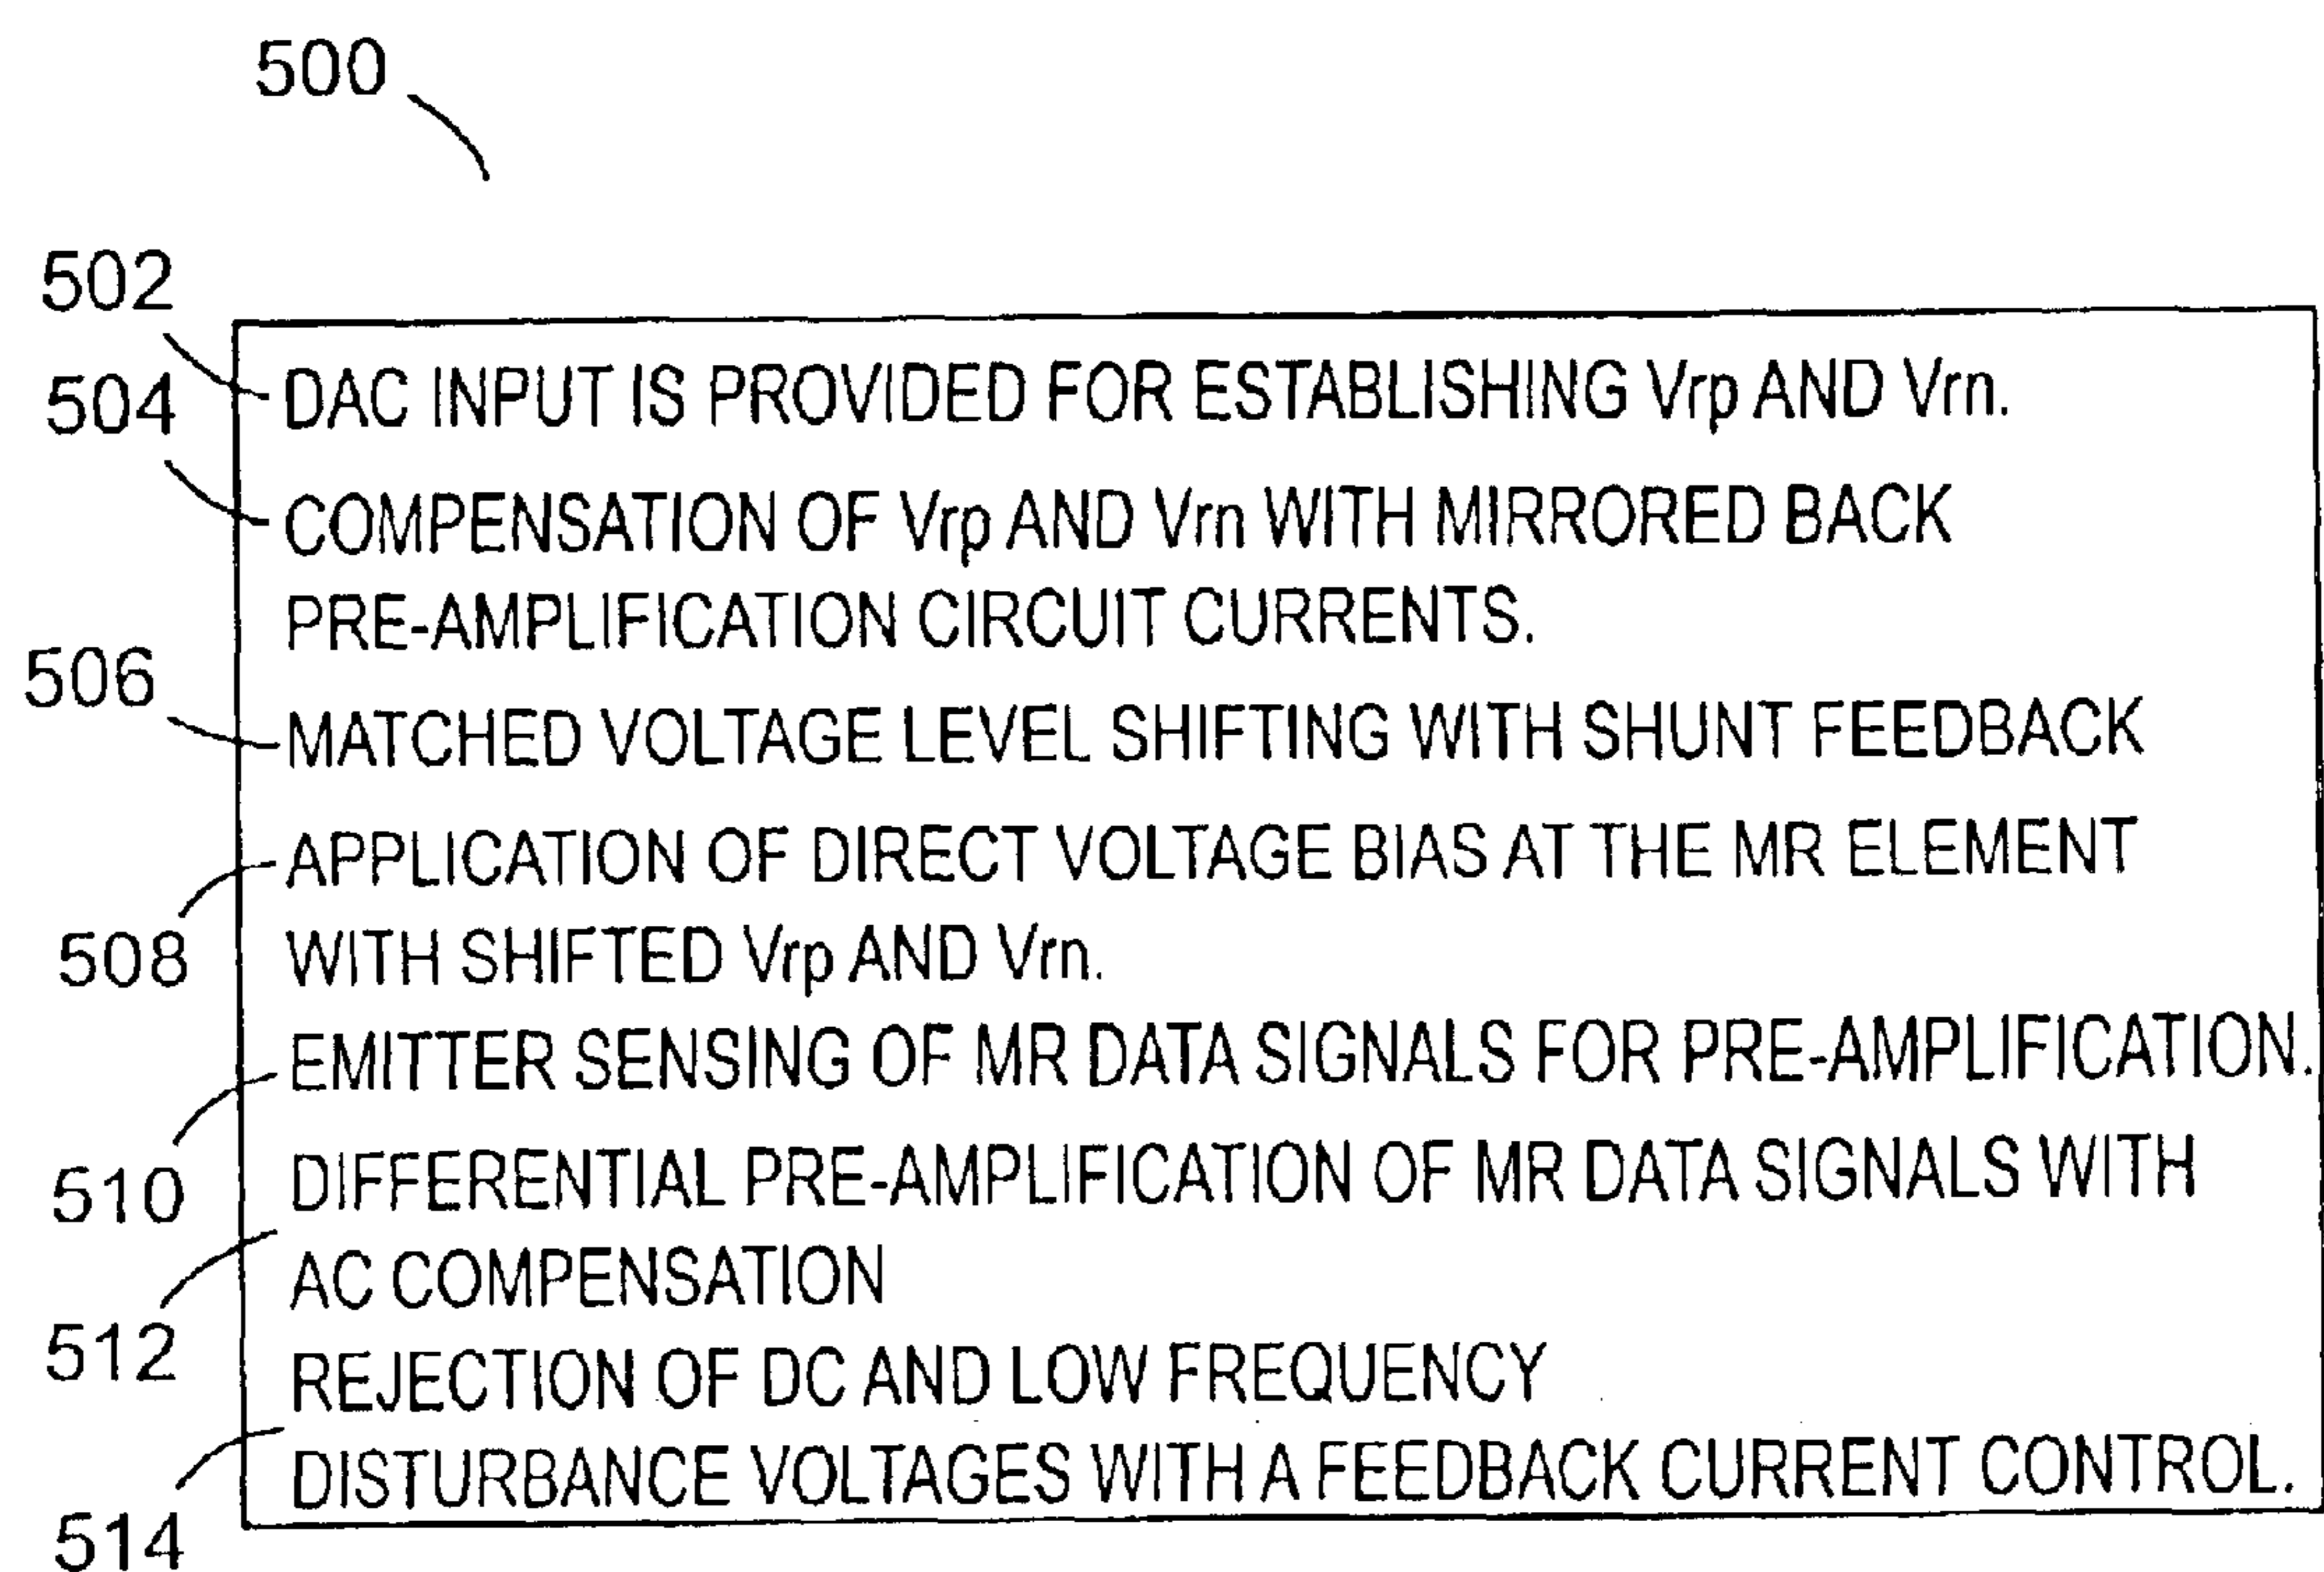 500
502
DAC INPUT IS PROVIDED FOR ESTABLISHING Vrp AND Vrn.
504
COMPENSATION OF Vrp AND Vrn WITH MIRRORED BACK
PRE-AMPLIFICATION CIRCUIT CURRENTS.
506
MATCHED VOLTAGE LEVEL SHIFTING WITH SHUNT FEEDBACK
APPLICATION OF DIRECT VOLTAGE BIAS AT THE MR ELEMENT
508
WITH SHIFTED Vrp AND Vrn.
EMITTER SENSING OF MR DATA SIGNALS FOR PRE-AMPLIFICATION.
510
DIFFERENTIAL PRE-AMPLIFICATION OF MR DATA SIGNALS WITH
AC COMPENSATION
512
REJECTION OF DC AND LOW FREQUENCY
DISTURBANCE VOLTAGES WITH A FEEDBACK CURRENT CONTROL.
514